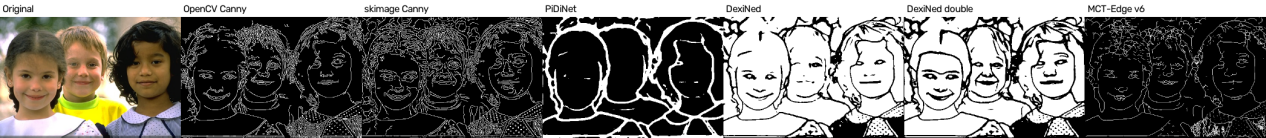 Original
OpenCV Canny
skimage Canny
PiDiNet
DexiNed
DexiNed double
MCT-Edge v6